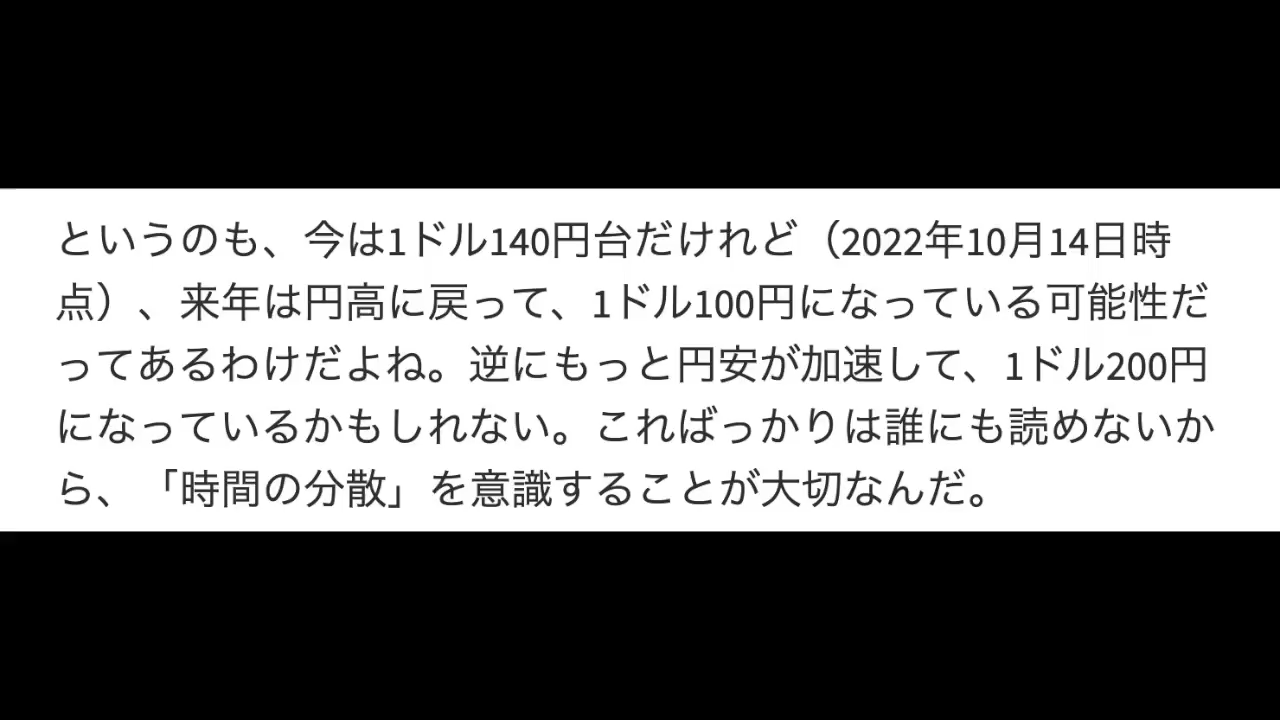 というのも、今は1ドル140円台だけれど（2022年10月14日時
点）、来年は円高に戻って、1ドル100円になっている可能性だ
ってあるわけだよね。逆にもっと円安が加速して、1ドル200円
になっているかもしれない。こればっかりは誰にも読めないか
ら、「時間の分散」を意識することが大切なんだ。